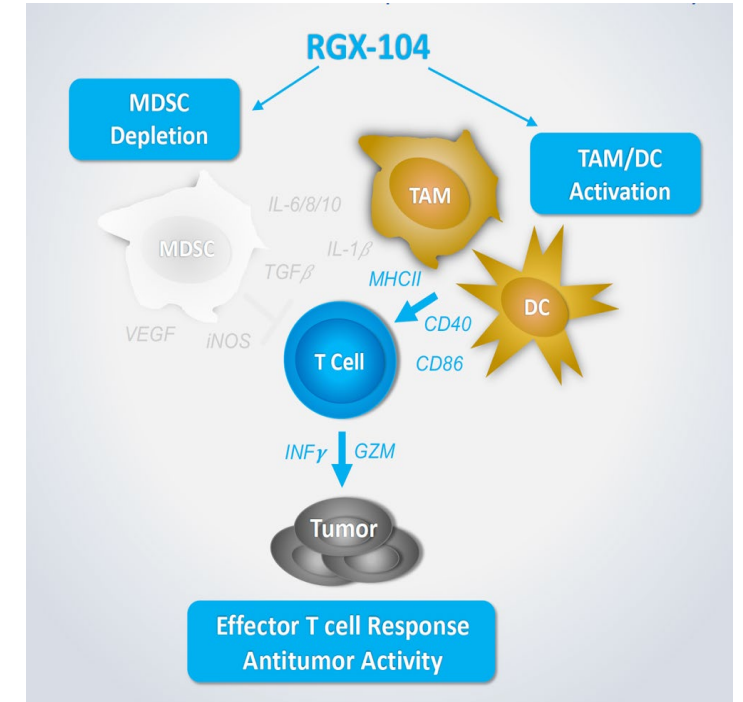 RGX-104
MDSC
Depletion
TAM/DC
Activation
TAM
IL-6/8/10
MDSC
IL-1β
TGFβ
MHCII
DC
VEGF
iNOS
CD40
T Cell
CD86
INFγ
GZM
Tumor
Effector T cell Response
Antitumor Activity